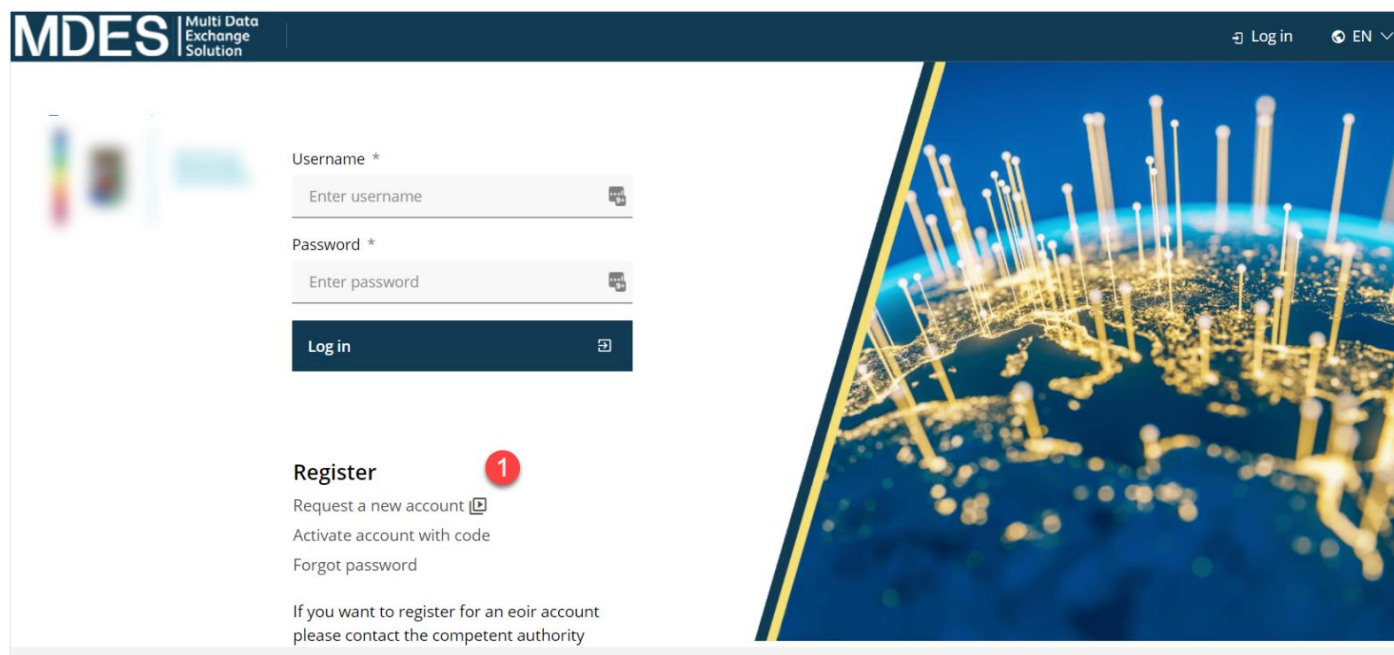 MDES
Multi Data
Exchange
Solution
Log in
EN
Username *
Enter username
Password *
Enter password
Log in
Register
1
Request a new account
Activate account with code
Forgot password
If you want to register for an eoir account
please contact the competent authority